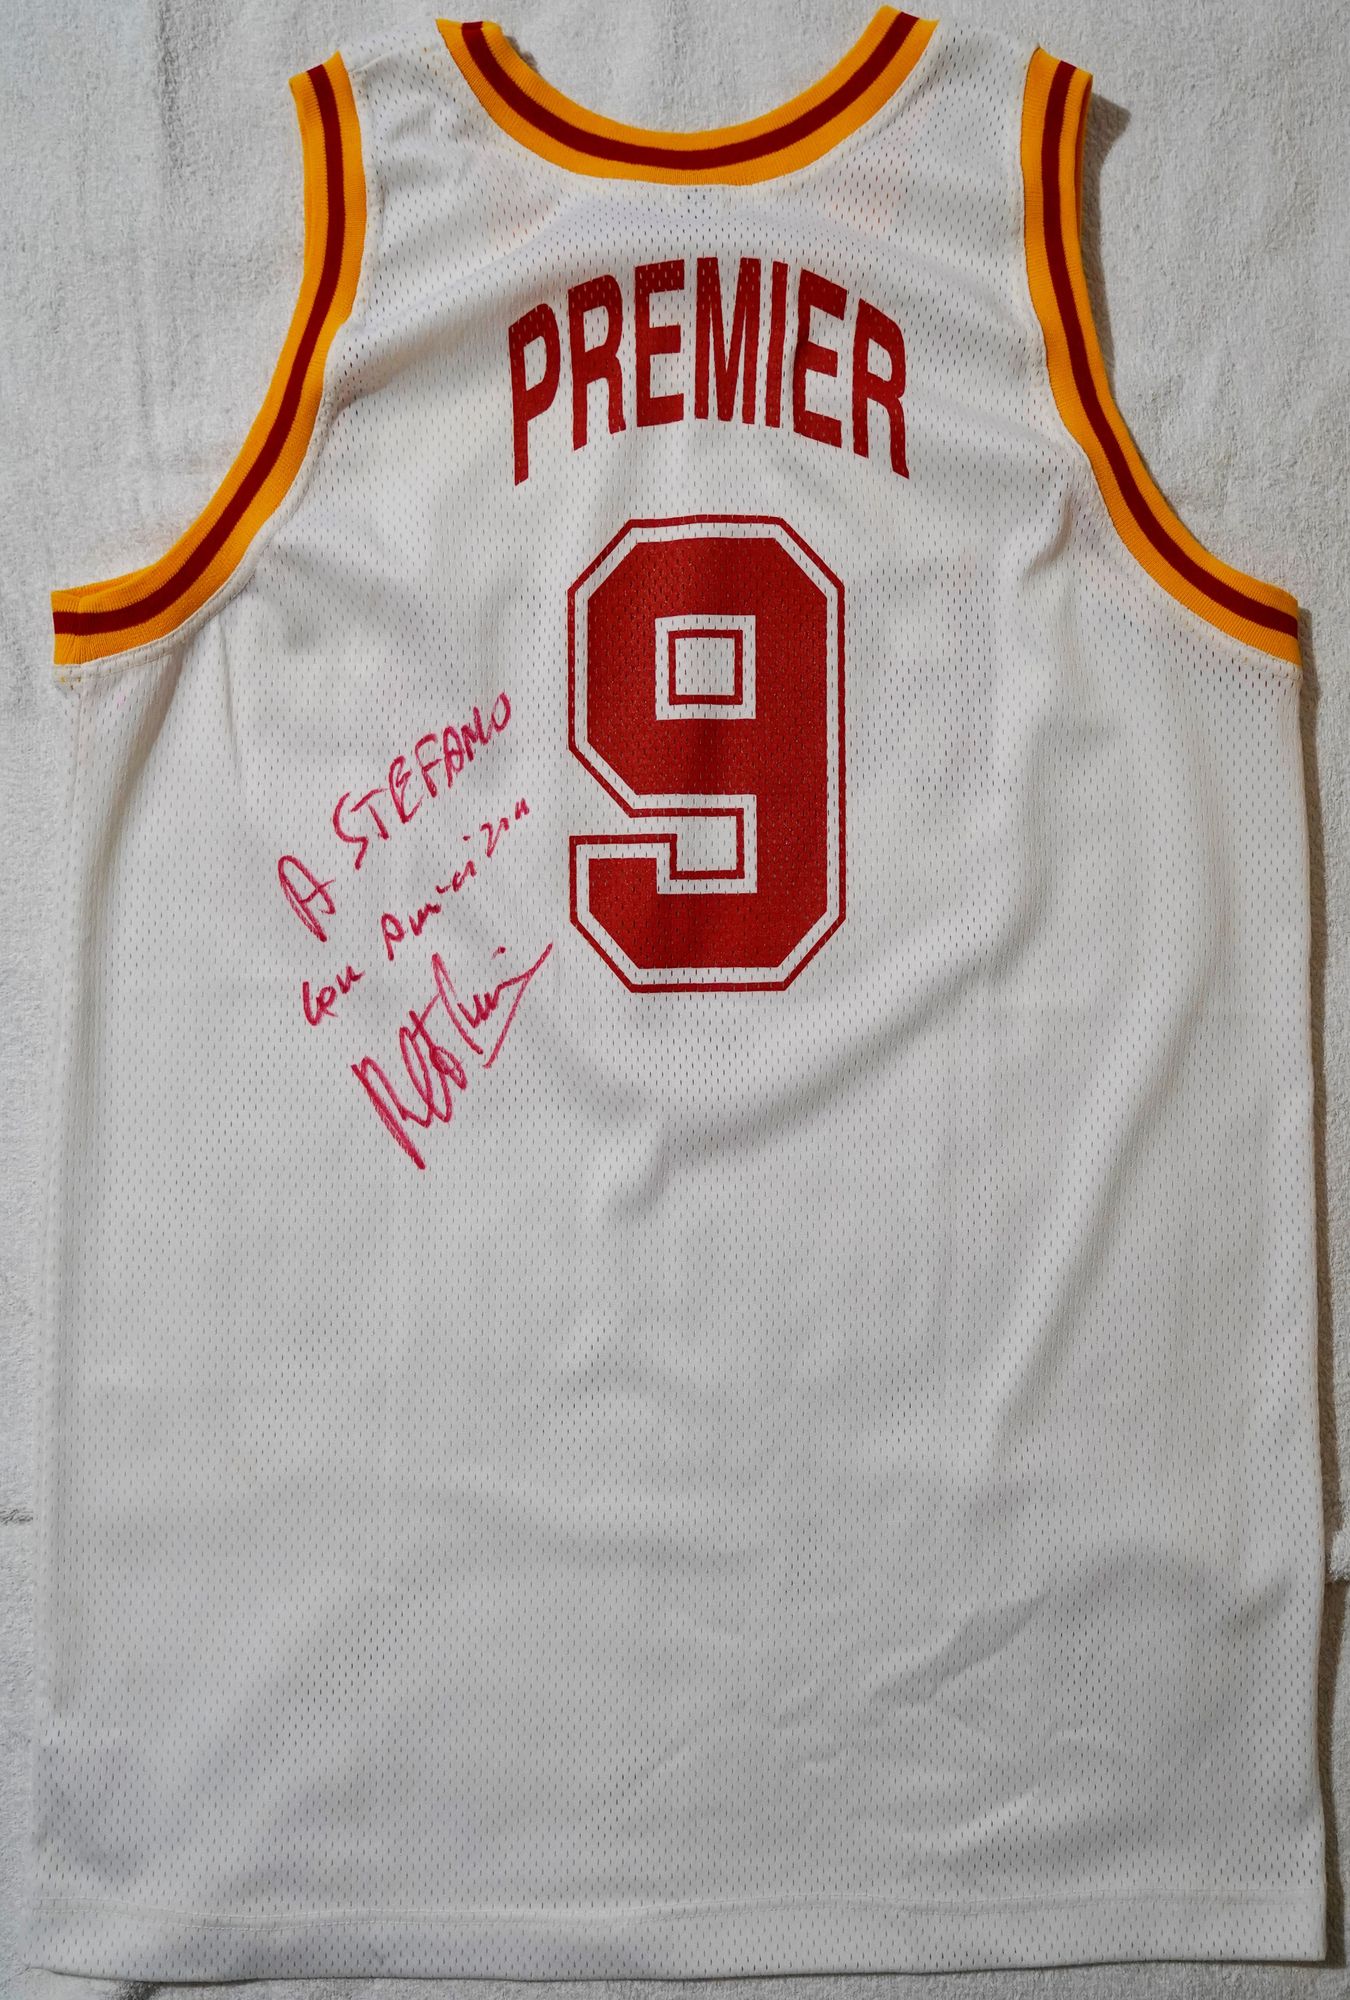 PREMIER
9
A STEFANO
con amicizia